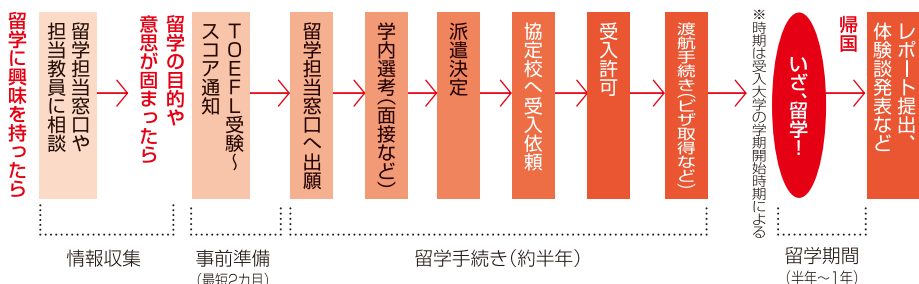 留学に興味を持ったら
留学担当窓口や
担当教員に相談
留学の目的や
意思が固まったら
TOEFL受験～
スコア通知
留学担当窓口へ出願
学内選考(面接など)
派遣決定
協定校へ受入依頼
受入許可
渡航手続き(ビザ取得など)
※時期は受入大学の学期開始時期による
いざ、留学!
帰国
レポート提出、
体験談発表など
情報収集
事前準備
(最短2カ月)
留学手続き(約半年)
留学期間
(半年～1年)